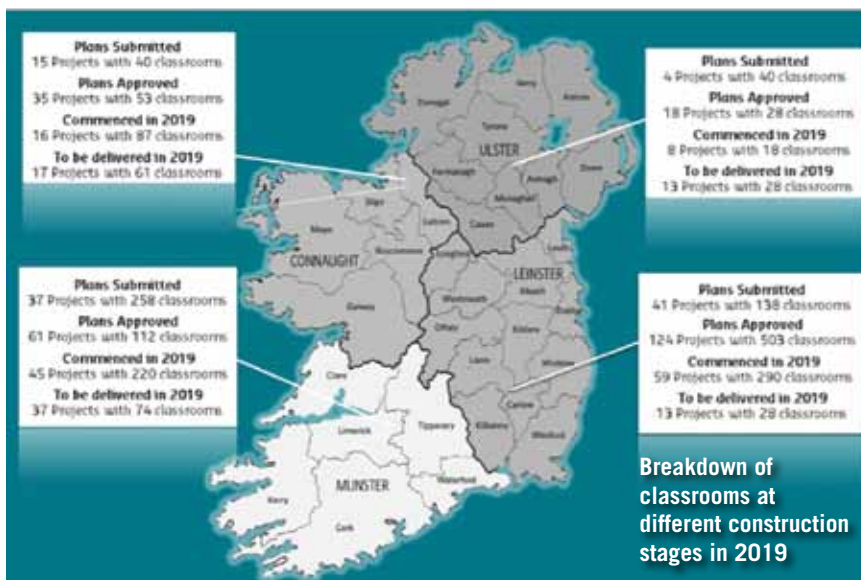 Plans Submitted
15 Projects with 40 classrooms
Plans Approved
35 Projects with 53 classrooms
Commenced in 2019
16 Projects with 87 classrooms
To be delivered in 2019
17 Projects with 61 classrooms
Plans Submitted
4 Projects with 40 classrooms
Plans Approved
18 Projects with 28 classrooms
Commenced in 2019
8 Projects with 18 classrooms
To be delivered in 2019
13 Projects with 28 classrooms
Donegal
Derry
Antrim
Tyrone
ULSTER
Fermanagh
Armagh
Down
Monaghan
Cavan
Sligo
Leitrim
Mayo
Roscommon
CONNAUGHT
Galway
Longford
Louth
LEINSTER
Meath
Westmeath
Dublin
Offaly
Kildare
Laois
Wicklow
Carlow
Kilkenny
Wexford
Plans Submitted
37 Projects with 258 classrooms
Plans Approved
61 Projects with 112 classrooms
Commenced in 2019
45 Projects with 220 classrooms
To be delivered in 2019
37 Projects with 74 classrooms
Plans Submitted
41 Projects with 138 classrooms
Plans Approved
124 Projects with 503 classrooms
Commenced in 2019
59 Projects with 290 classrooms
To be delivered in 2019
13 Projects with 28 classrooms
Clare
Limerick
Tipperary
MUNSTER
Waterford
Kerry
Cork
Breakdown of
classrooms at
different construction
stages in 2019